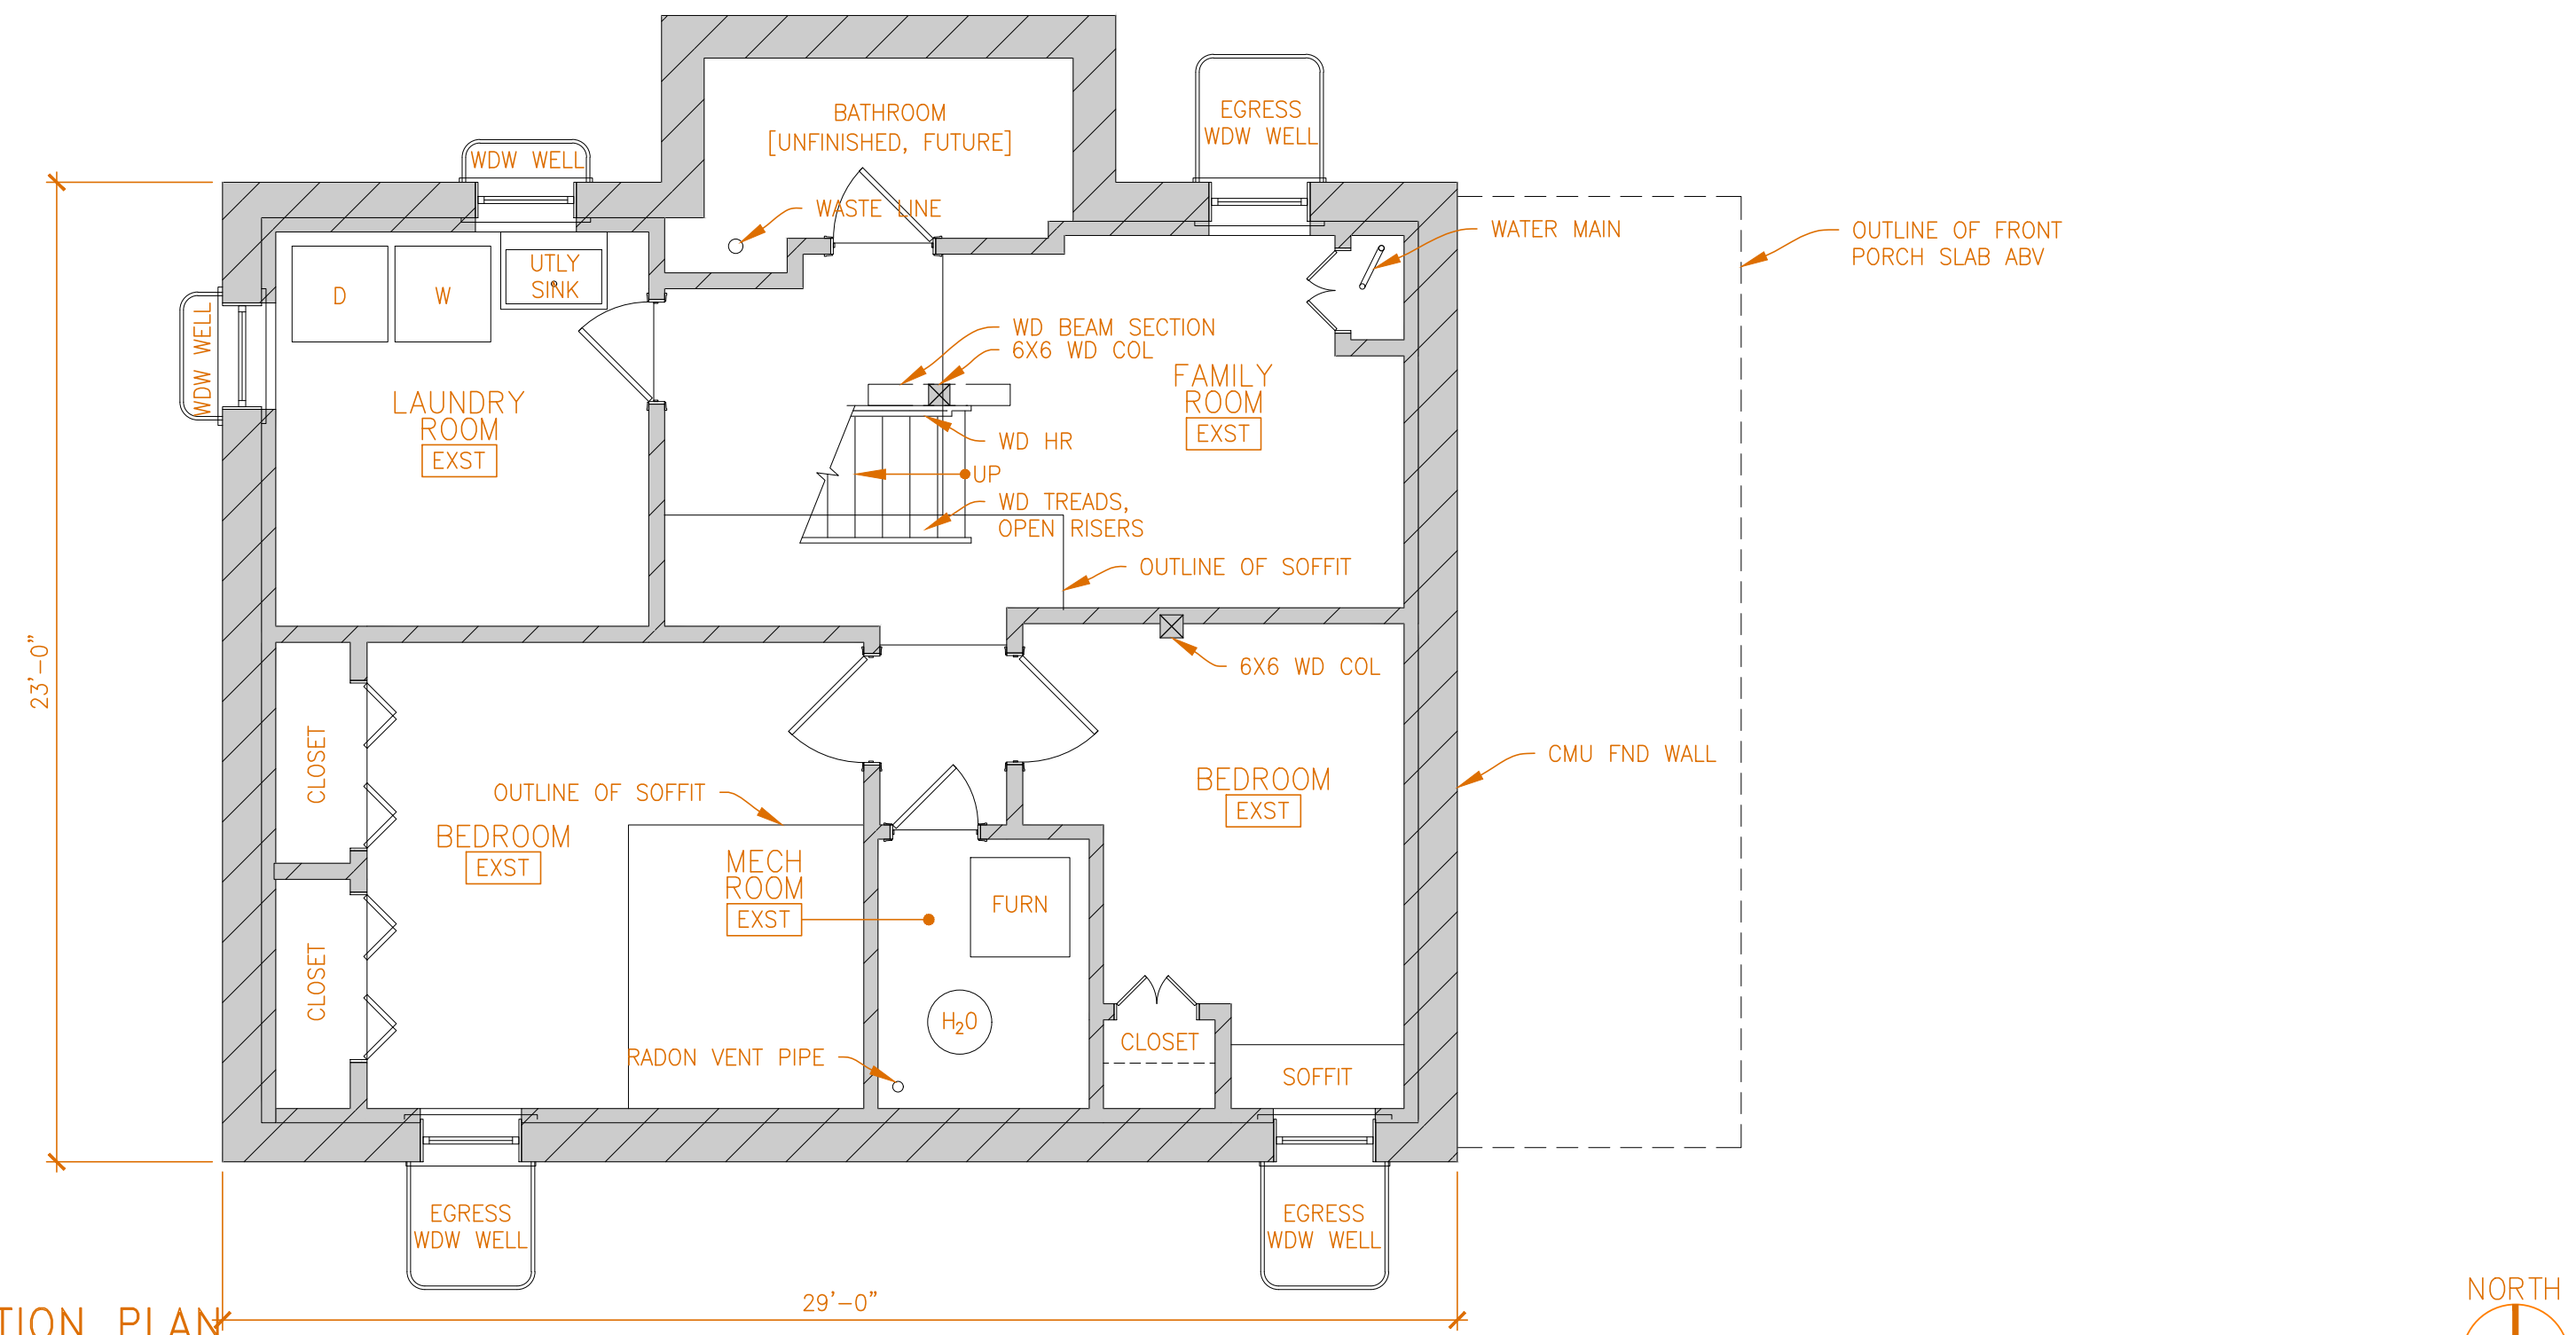 BATHROOM
[UNFINISHED, FUTURE]
EGRESS
WDW WELL
WDW WELL
WASTE LINE
WATER MAIN
OUTLINE OF FRONT
PORCH SLAB ABV
UTLY
SINK
D
W
WDW WELL
WD BEAM SECTION
6X6 WD COL
LAUNDRY
ROOM
EXST
FAMILY
ROOM
EXST
WD HR
UP
WD TREADS,
OPEN RISERS
OUTLINE OF SOFFIT
23'-0"
6X6 WD COL
CLOSET
CMU FND WALL
OUTLINE OF SOFFIT
BEDROOM
EXST
BEDROOM
EXST
MECH
ROOM
EXST
FURN
CLOSET
H₂O
CLOSET
RADON VENT PIPE
SOFFIT
EGRESS
WDW WELL
EGRESS
WDW WELL
29'-0"
NORTH
PLAN